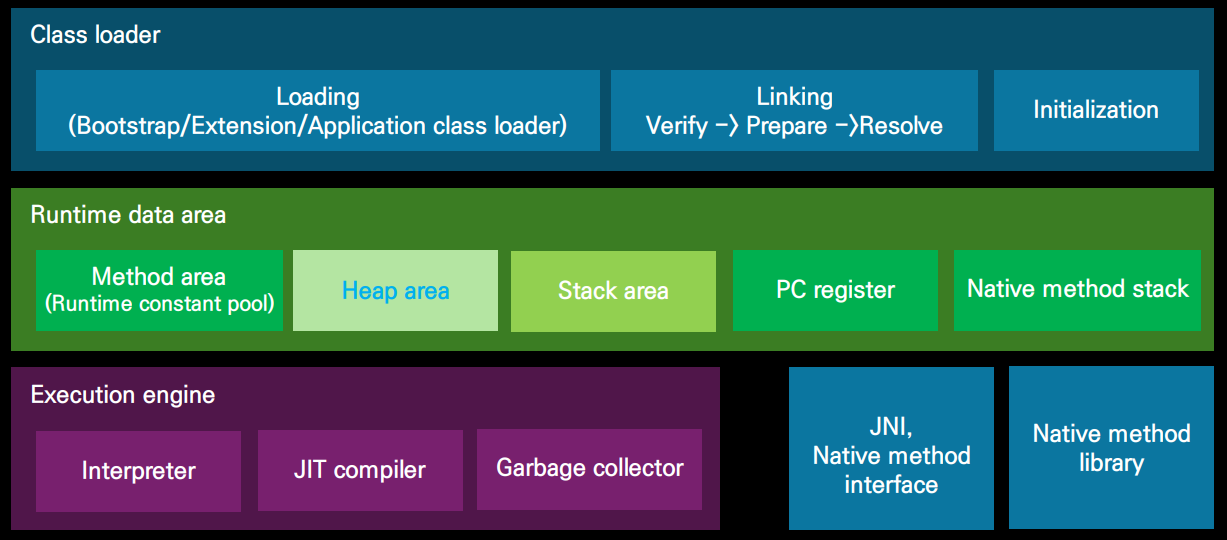 Class loader
Loading
(Bootstrap/Extension/Application class loader)
Linking
Verify -> Prepare ->Resolve
Initialization
Runtime data area
Method area
(Runtime constant pool)
Heap area
Stack area
PC register
Native method stack
Execution engine
Interpreter
JIT compiler
Garbage collector
JNI,
Native method
interface
Native method
library